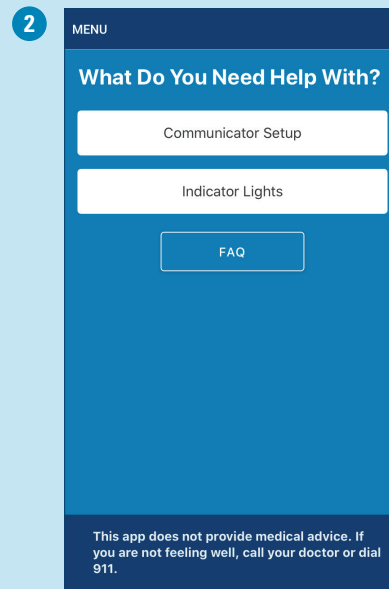 2
MENU
What Do You Need Help With?
Communicator Setup
Indicator Lights
FAQ
This app does not provide medical advice. If
you are not feeling well, call your doctor or dial
911.